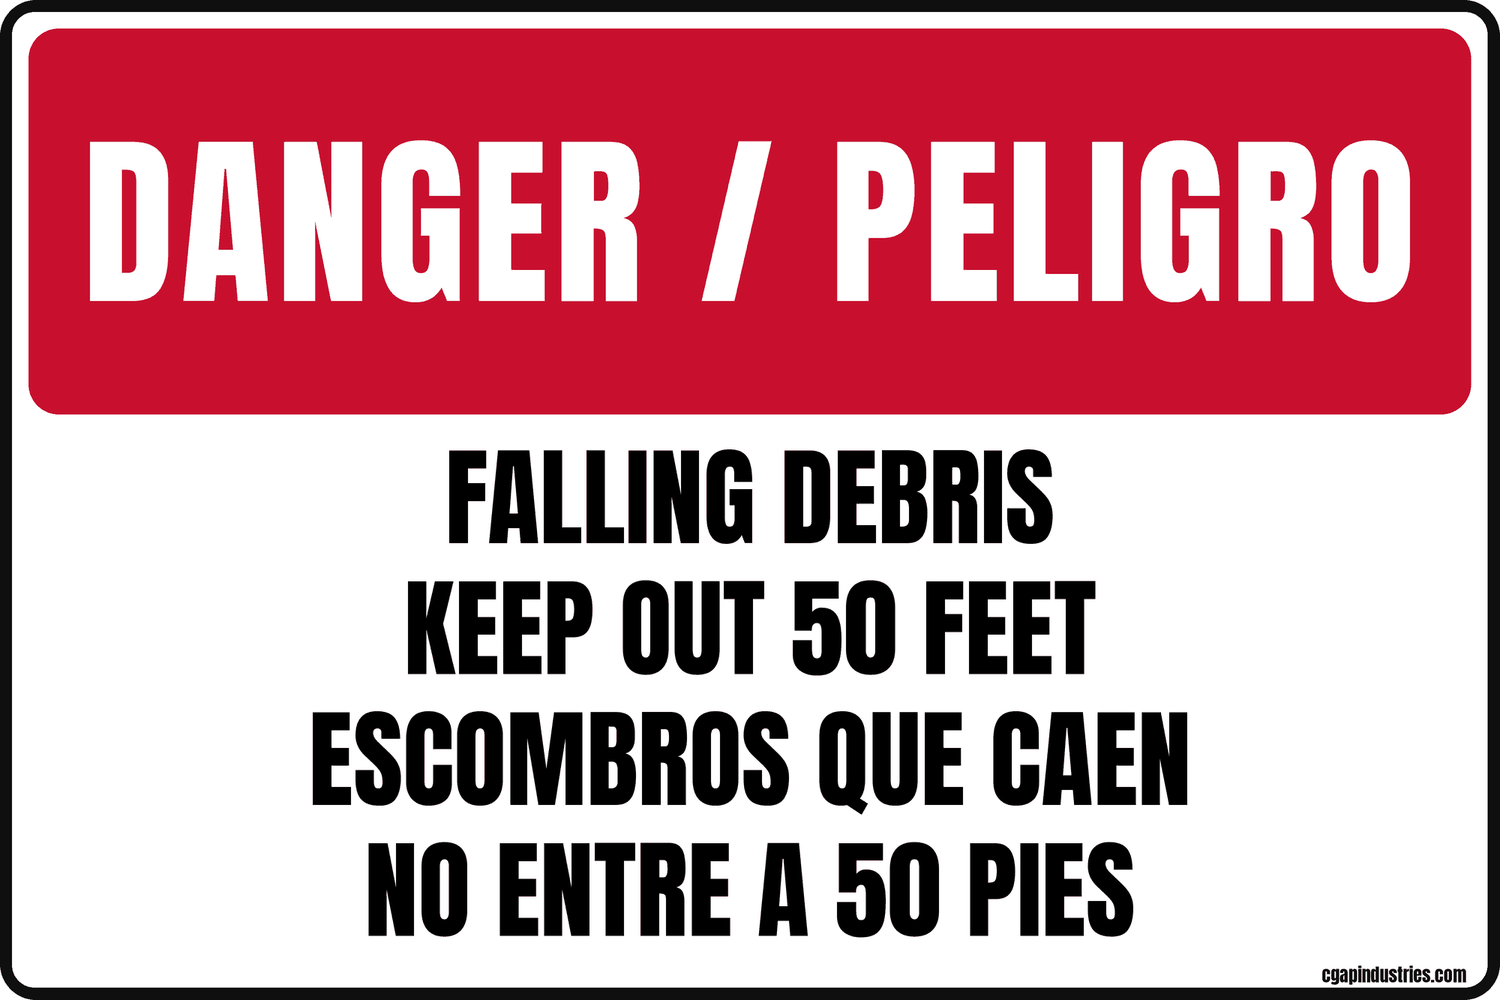 DANGER / PELIGRO
FALLING DEBRIS
KEEP OUT 50 FEET
ESCOMBROS QUE CAEN
NO ENTRE A 50 PIES
cgapindustries.com